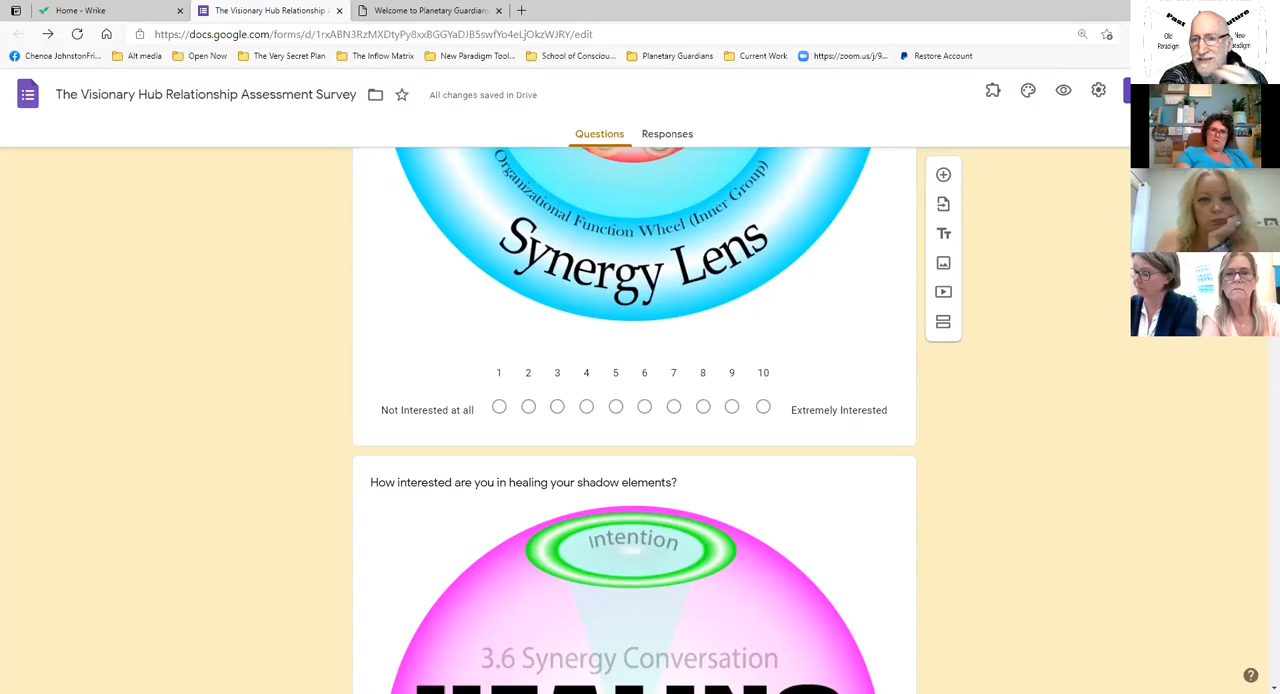 Home - Wrike
The Visionary Hub Relationship A
Welcome to Planetary Guardians
https://docs.google.com/forms/d/1rxABN3RzMXDtyPy8xxBGGYaDJB5swfYo4eLjOkzWJRY/edit
Chenoa JohnstonFri...
Alt media
Open Now
The Very Secret Plan
The Inflow Matrix
New Paradigm Tool...
School of Consciou...
Planetary Guardians
Current Work
https://zoom.us/j/9...
Restore Account
The Visionary Hub Relationship Assessment Survey
All changes saved in Drive
Questions
Responses
Old
Paradigm
New
Organizational Function Wheel (Inner Group)
Synergy Lens
1 2 3 4 5 6 7 8 9 10
Not Interested at all
Extremely Interested
How interested are you in healing your shadow elements?
Intention
3.6 Synergy Conversation
HEALING